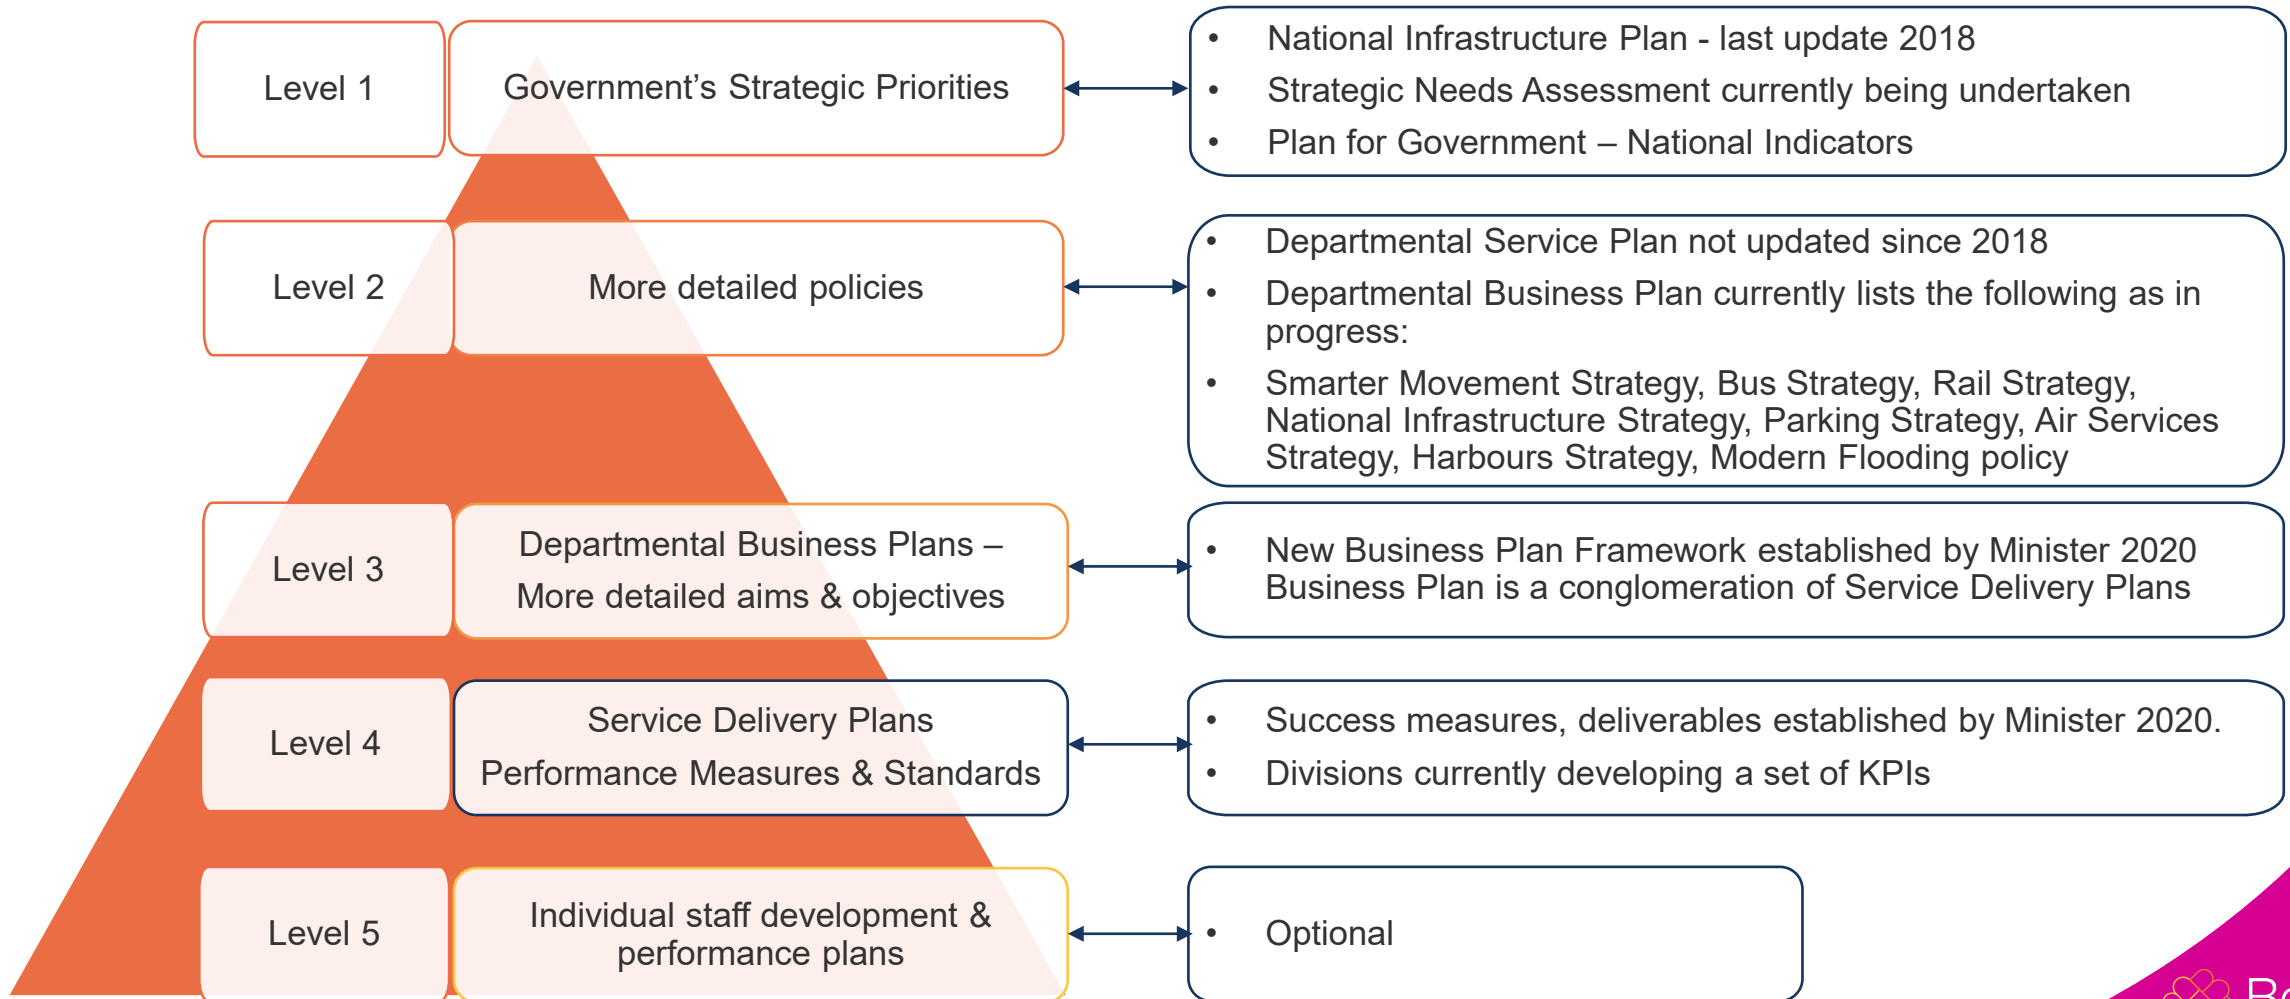 Level 1
Government’s Strategic Priorities
• National Infrastructure Plan - last update 2018
• Strategic Needs Assessment currently being undertaken
• Plan for Government – National Indicators
Level 2
More detailed policies
• Departmental Service Plan not updated since 2018
• Departmental Business Plan currently lists the following as in
progress:
• Smarter Movement Strategy, Bus Strategy, Rail Strategy,
National Infrastructure Strategy, Parking Strategy, Air Services
Strategy, Harbours Strategy, Modern Flooding policy
Level 3
Departmental Business Plans –
More detailed aims & objectives
• New Business Plan Framework established by Minister 2020
Business Plan is a conglomeration of Service Delivery Plans
Level 4
Service Delivery Plans
Performance Measures & Standards
• Success measures, deliverables established by Minister 2020.
• Divisions currently developing a set of KPIs
Level 5
Individual staff development &
performance plans
• Optional